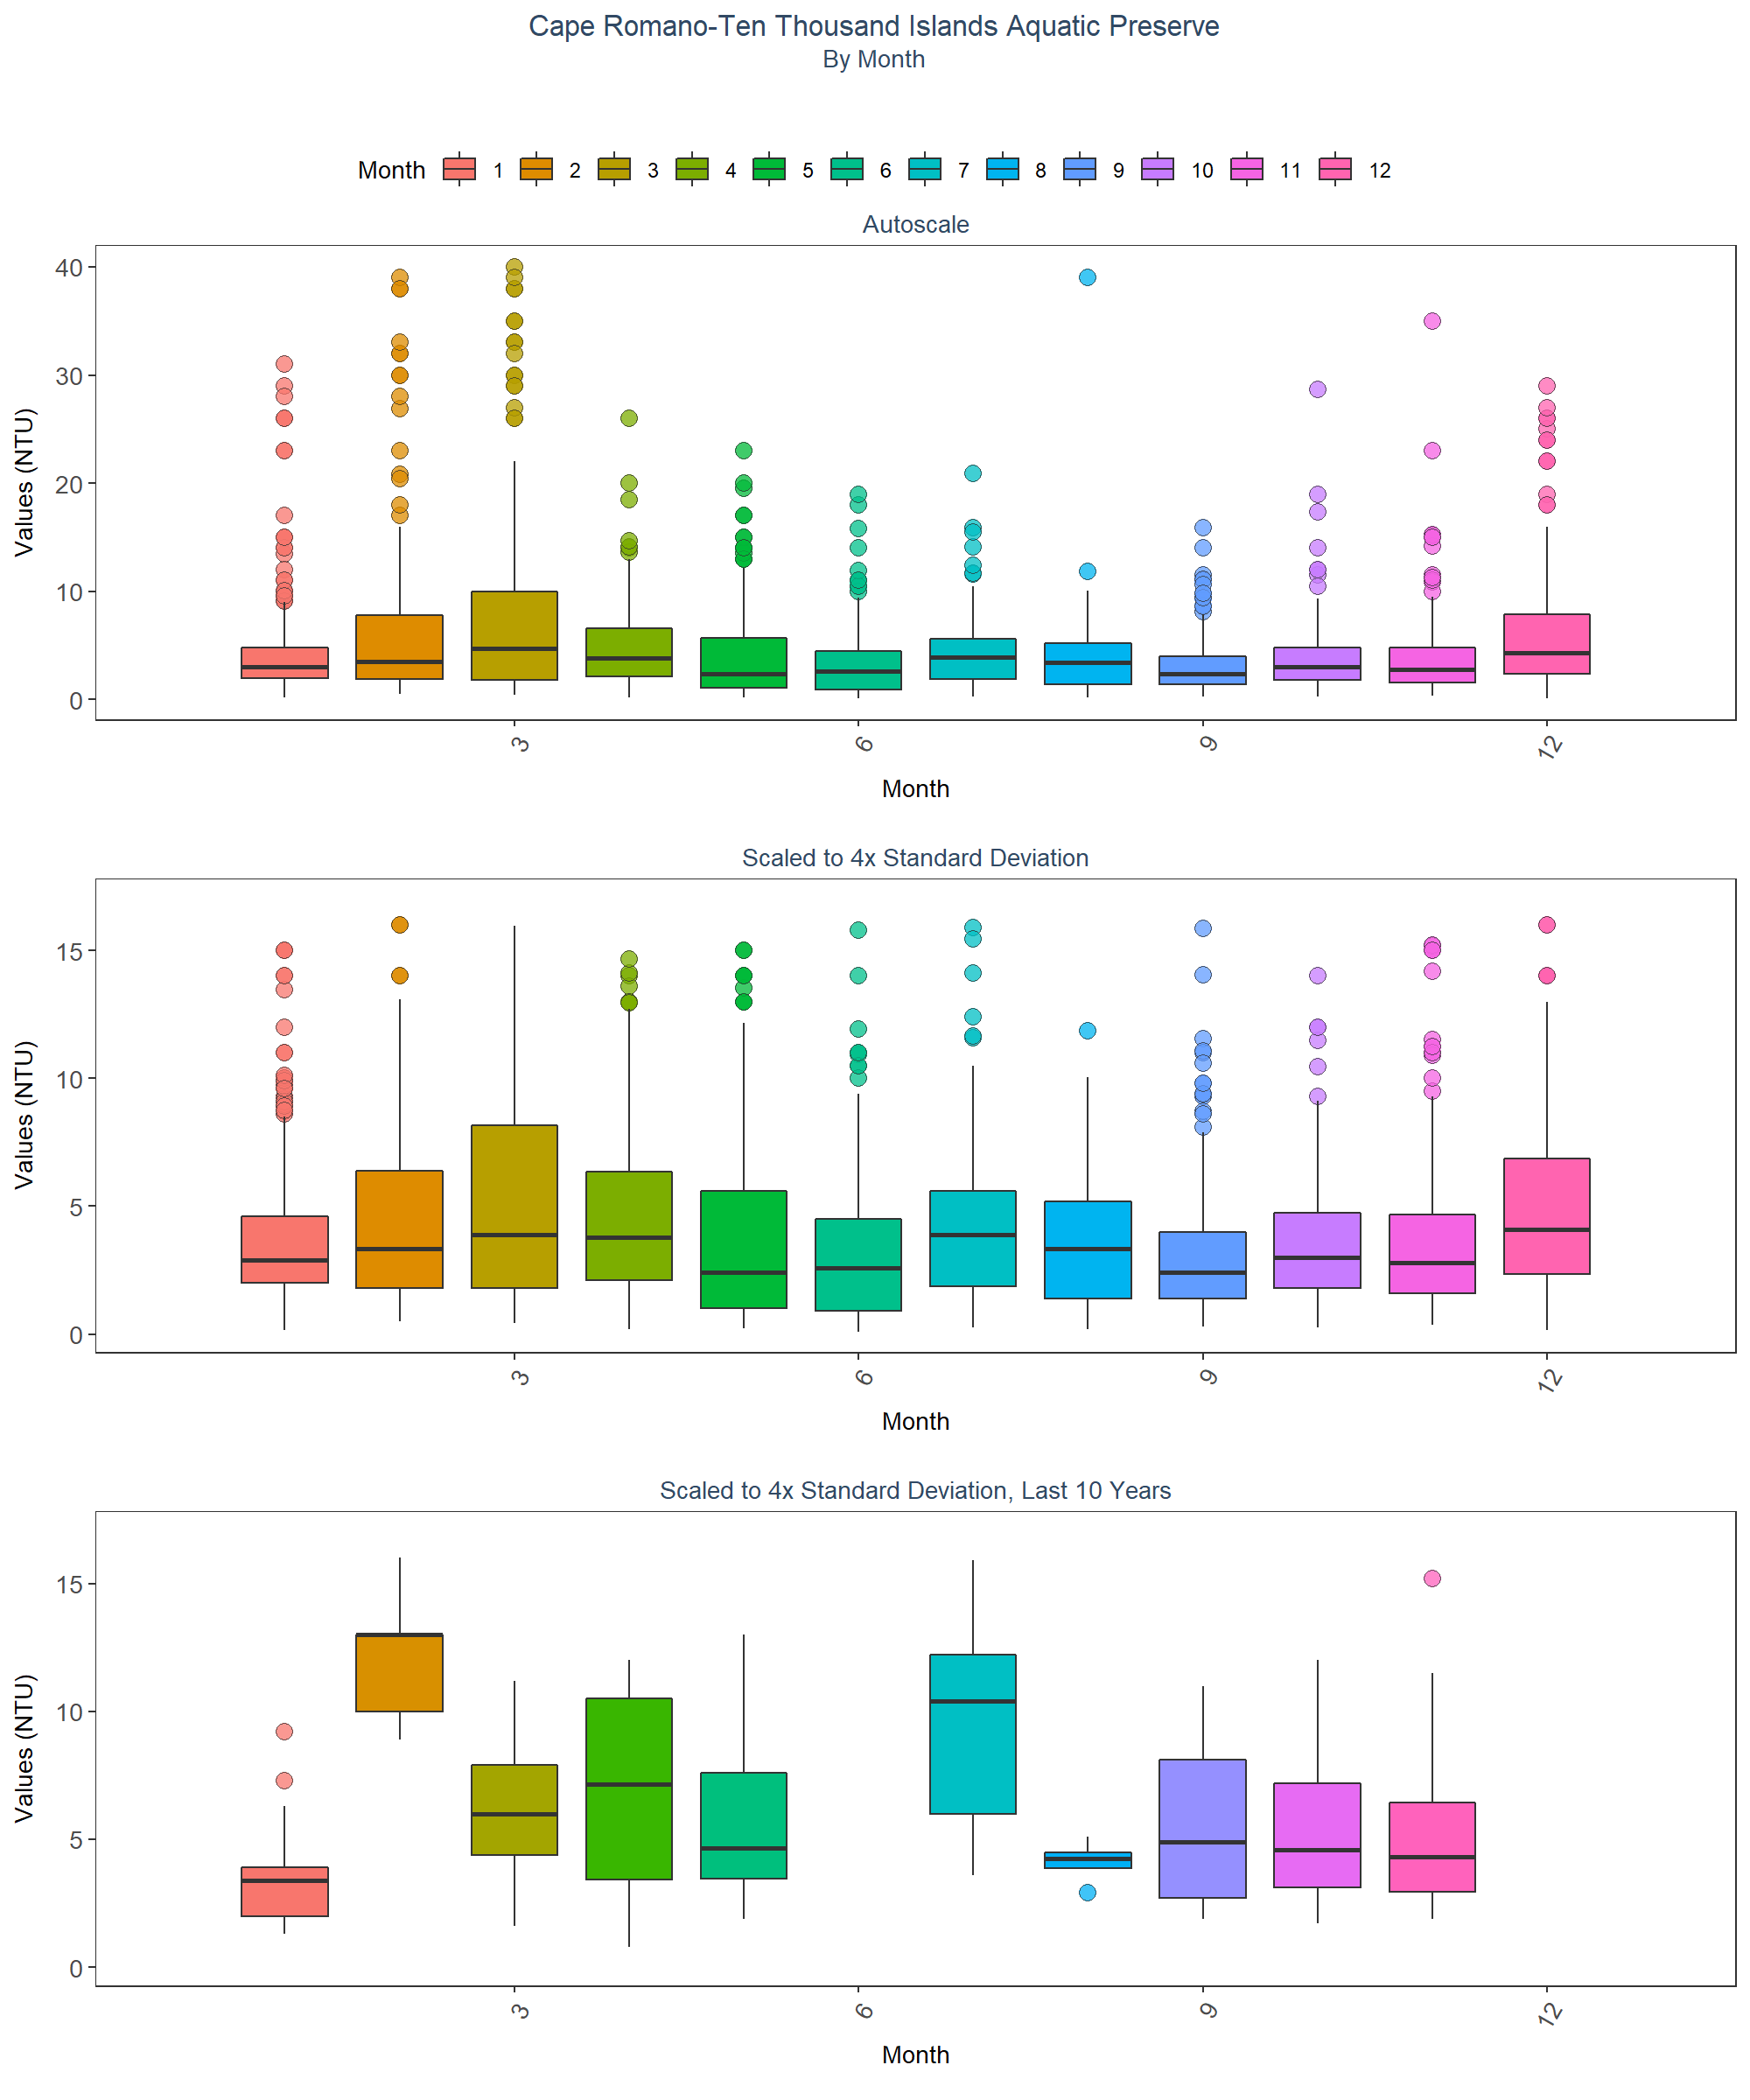 Cape Romano-Ten Thousand Islands Aquatic Preserve
By Month
Month 1 2 3 4 5 6 7 8 9 10 11 12
Autoscale
Values (NTU)
40
30
20
10
0
3 6 9 12
Month
Scaled to 4x Standard Deviation
Values (NTU)
15
10
5
0
3 6 9 12
Month
Scaled to 4x Standard Deviation, Last 10 Years
Values (NTU)
15
10
5
0
3 6 9 12
Month